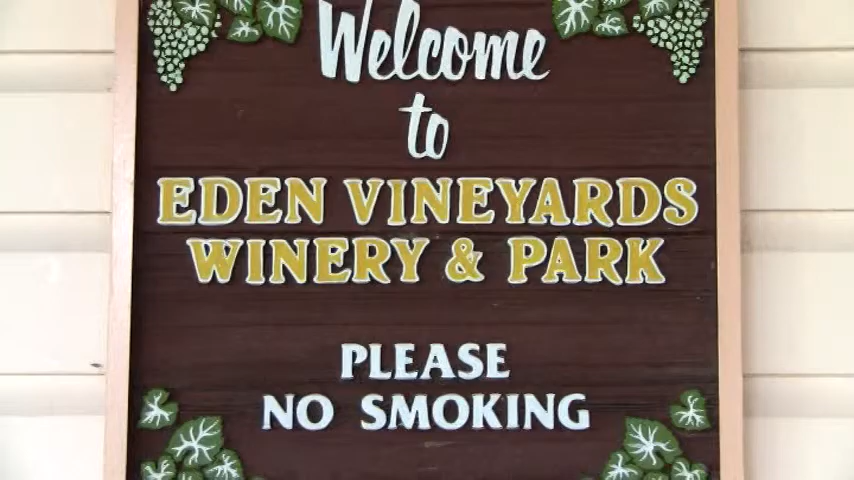 Welcome
to
EDEN VINEYARDS
WINERY & PARK
PLEASE
NO SMOKING